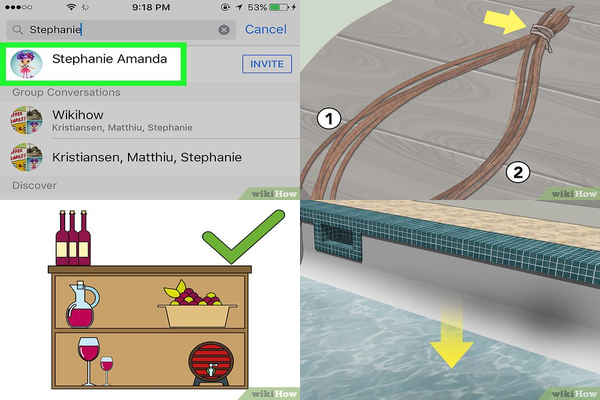 9:18 PM
53%
Stephanie
Cancel
Stephanie Amanda
INVITE
Group Conversations
Wikihow
Kristiansen, Matthiu, Stephanie
Kristiansen, Matthiu, Stephanie
Discover
wikiHow
1
2
wikiHow
wikiHow
wikiHow